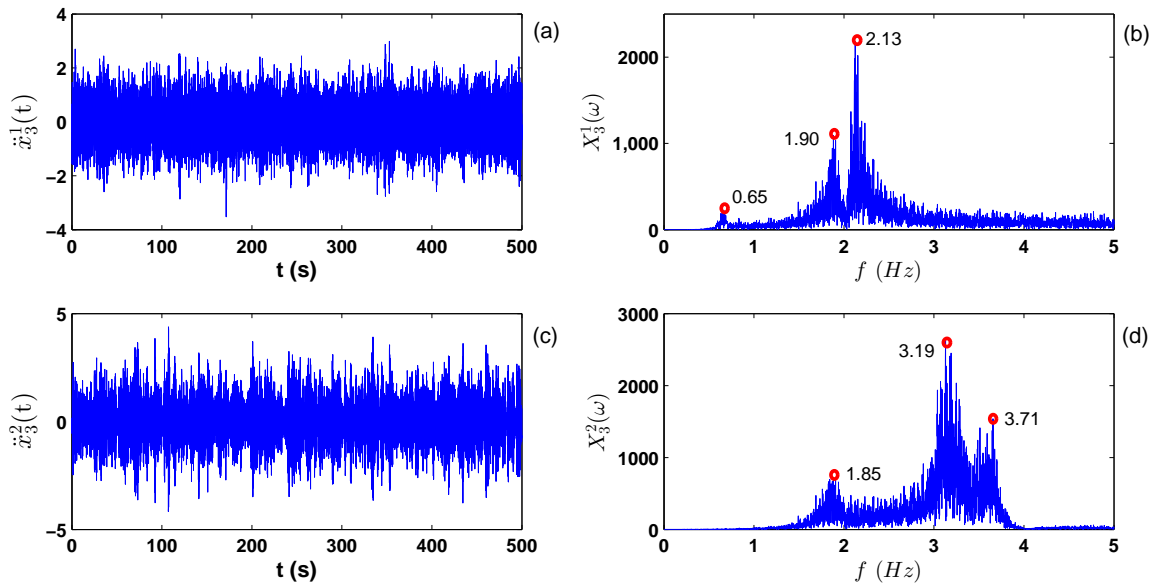 (a)
4
2
0
−2
−4
ẍ₃¹(t)
0 100 200 300 400 500
t (s)
(b)
2000
1,000
0
X₃¹(ω)
0.65
1.90
2.13
0 1 2 3 4 5
f (Hz)
(c)
5
0
−5
ẍ₃²(t)
0 100 200 300 400 500
t (s)
(d)
3000
2000
1000
0
X₃²(ω)
3.19
3.71
1.85
0 1 2 3 4 5
f (Hz)